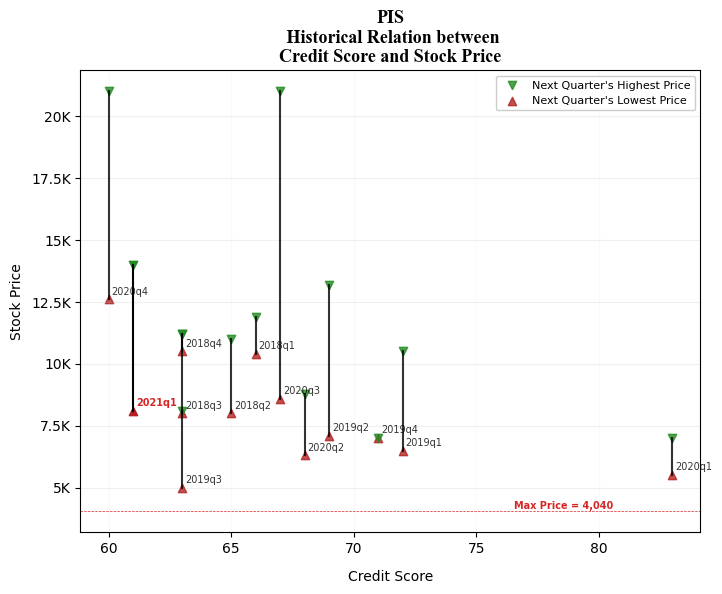 PIS
Historical Relation between
Credit Score and Stock Price
Next Quarter's Highest Price
Next Quarter's Lowest Price
20K
17.5K
15K
12.5K
10K
7.5K
5K
Stock Price
2020q4
2021q1
2018q4
2018q3
2019q3
2018q2
2018q1
2020q3
2020q2
2019q2
2019q4
2019q1
2020q1
Max Price = 4,040
60 65 70 75 80
Credit Score